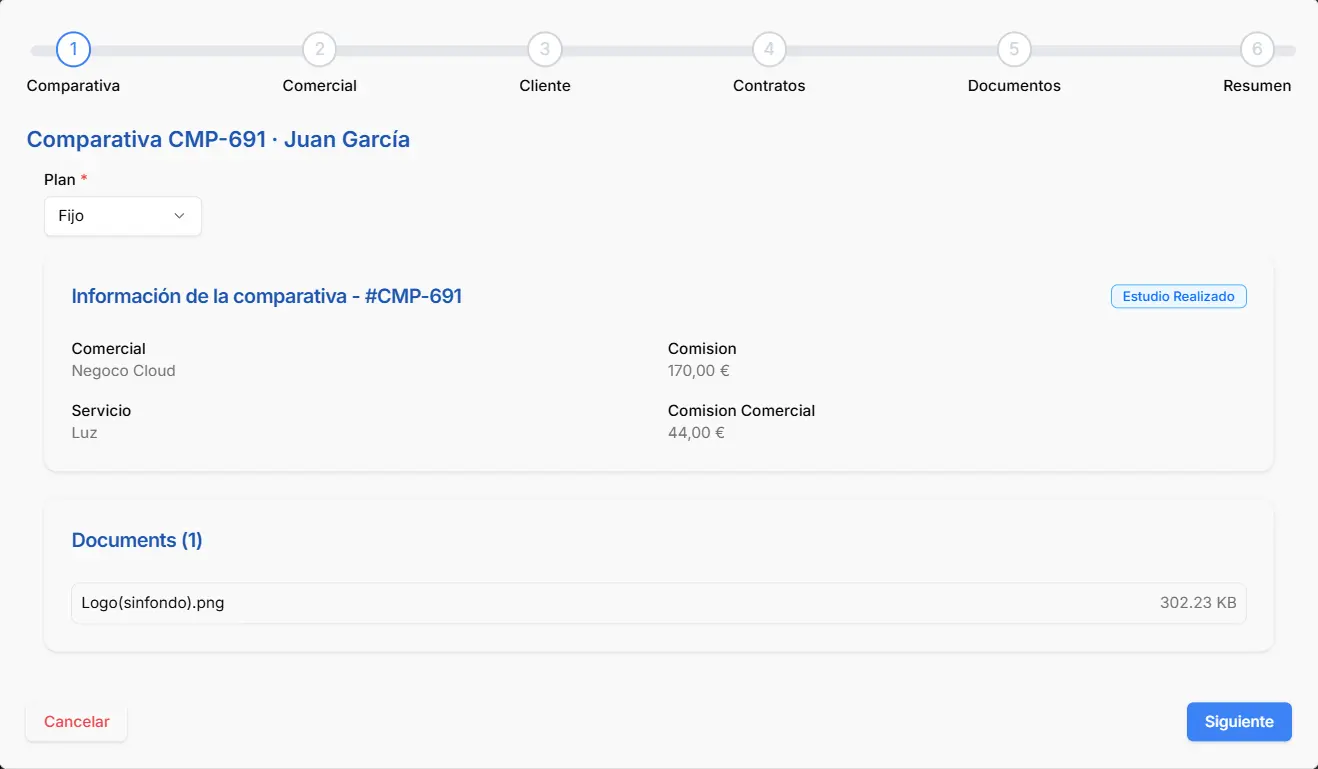 1 2 3 4 5 6
Comparativa Comercial Cliente Contratos Documentos Resumen
Comparativa CMP-691 · Juan García
Plan *
Fijo
Información de la comparativa - #CMP-691 Estudio Realizado
Comercial Comision
Negoco Cloud 170,00 €
Servicio Comision Comercial
Luz 44,00 €
Documents (1)
Logo(sinfondo).png 302.23 KB
Cancelar Siguiente